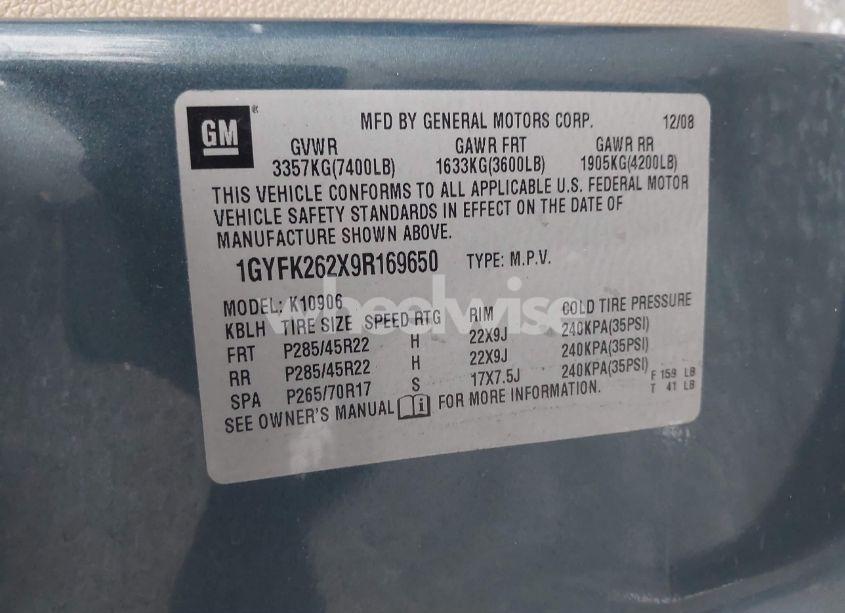 GM®
MFD BY GENERAL MOTORS CORP. 12/08
GVWR GAWR FRT GAWR RR
3357KG(7400LB) 1633KG(3600LB) 1905KG(4200LB)
THIS VEHICLE CONFORMS TO ALL APPLICABLE U.S. FEDERAL MOTOR
VEHICLE SAFETY STANDARDS IN EFFECT ON THE DATE OF
MANUFACTURE SHOWN ABOVE.
1GYFK262X9R169650 TYPE: M.P.V.
MODEL: K10906
KBLH TIRE SIZE SPEED RTG RIM COLD TIRE PRESSURE
FRT P285/45R22 H 22X9J 240KPA(35PSI)
RR P285/45R22 H 22X9J 240KPA(35PSI)
SPA P265/70R17 S 17X7.5J 240KPA(35PSI) F 159 LB
T 41 LB
SEE OWNER'S MANUAL i FOR MORE INFORMATION.
wheelwise